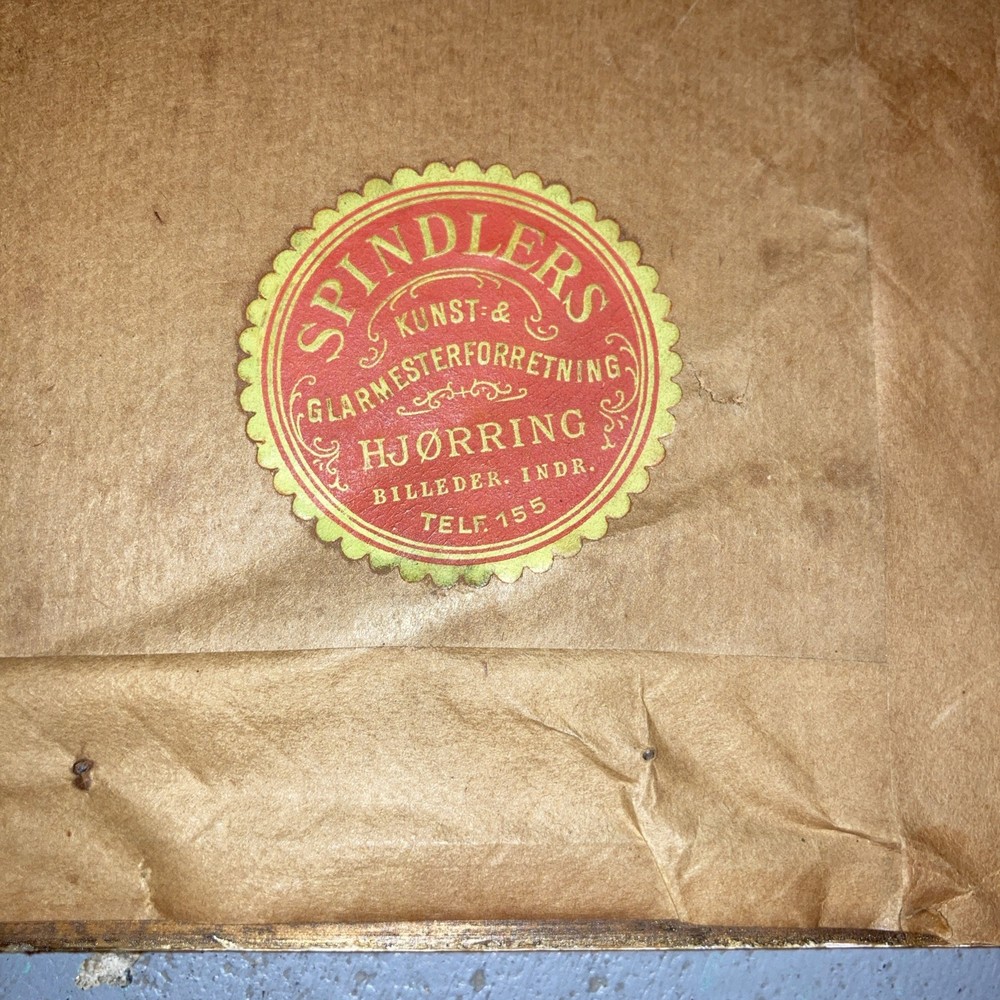 SPINDLERS
KUNST- &
GLARMESTERFORRETNING
HJØRRING
BILLEDER. INDR.
TELF. 155